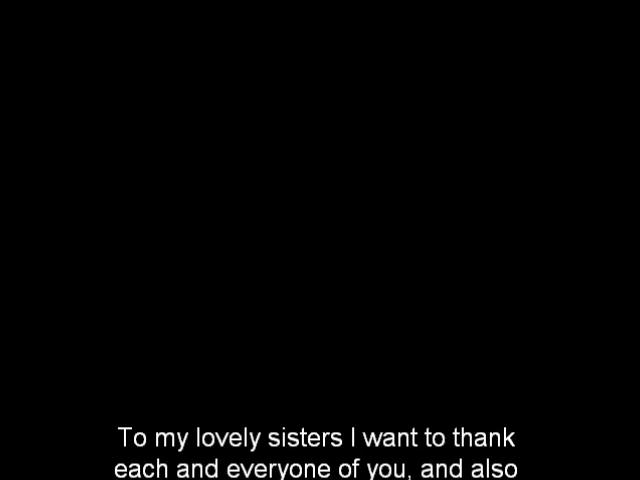 To my lovely sisters I want to thank
each and everyone of you, and also